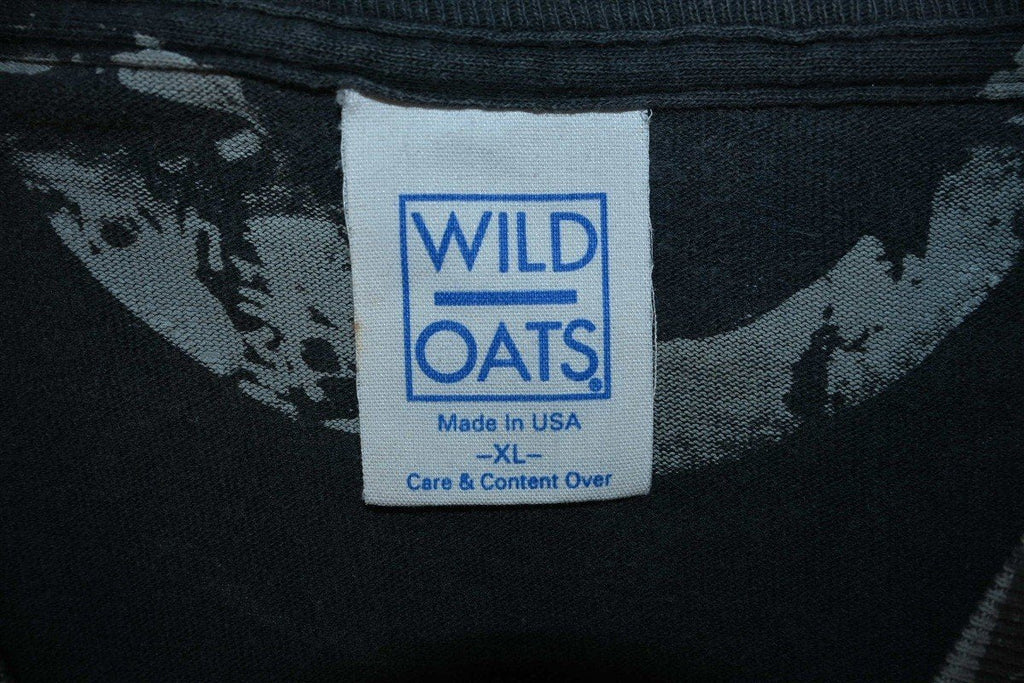 WILD
OATS®
Made In USA
–XL–
Care & Content Over